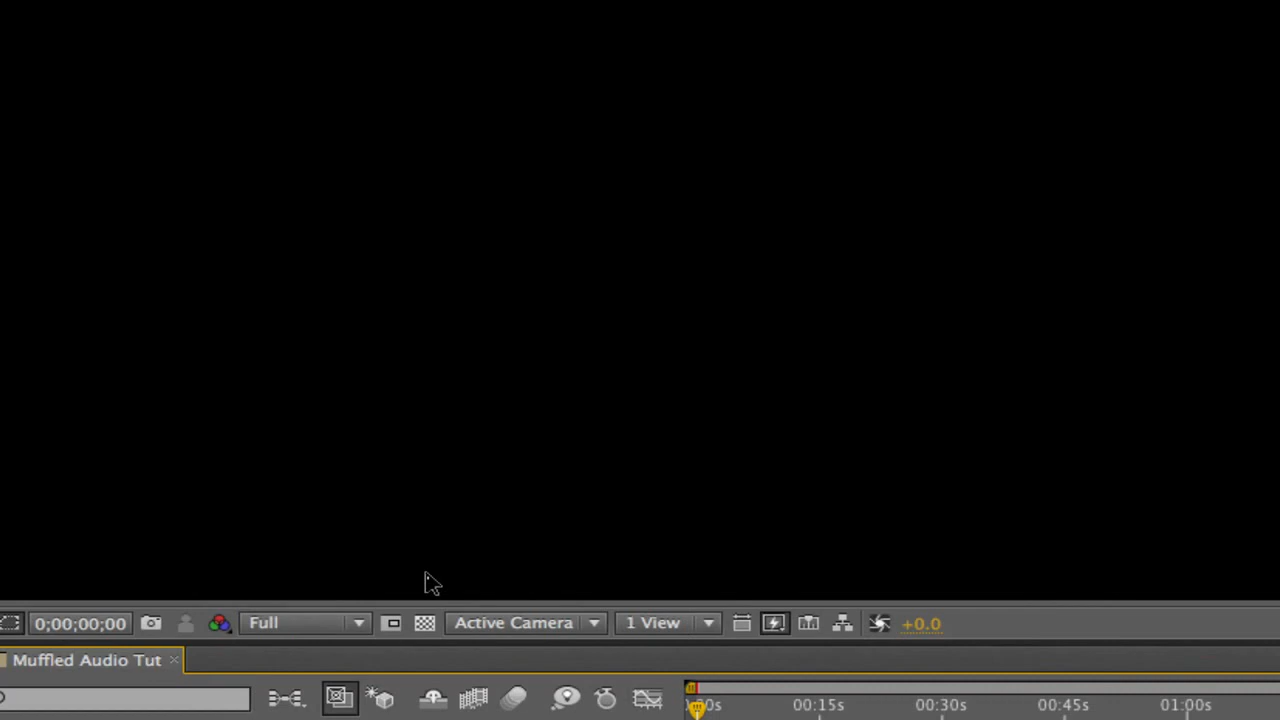 0;00;00;00 Full Active Camera 1 View +0.0
Muffled Audio Tut
00s 00:15s 00:30s 00:45s 01:00s